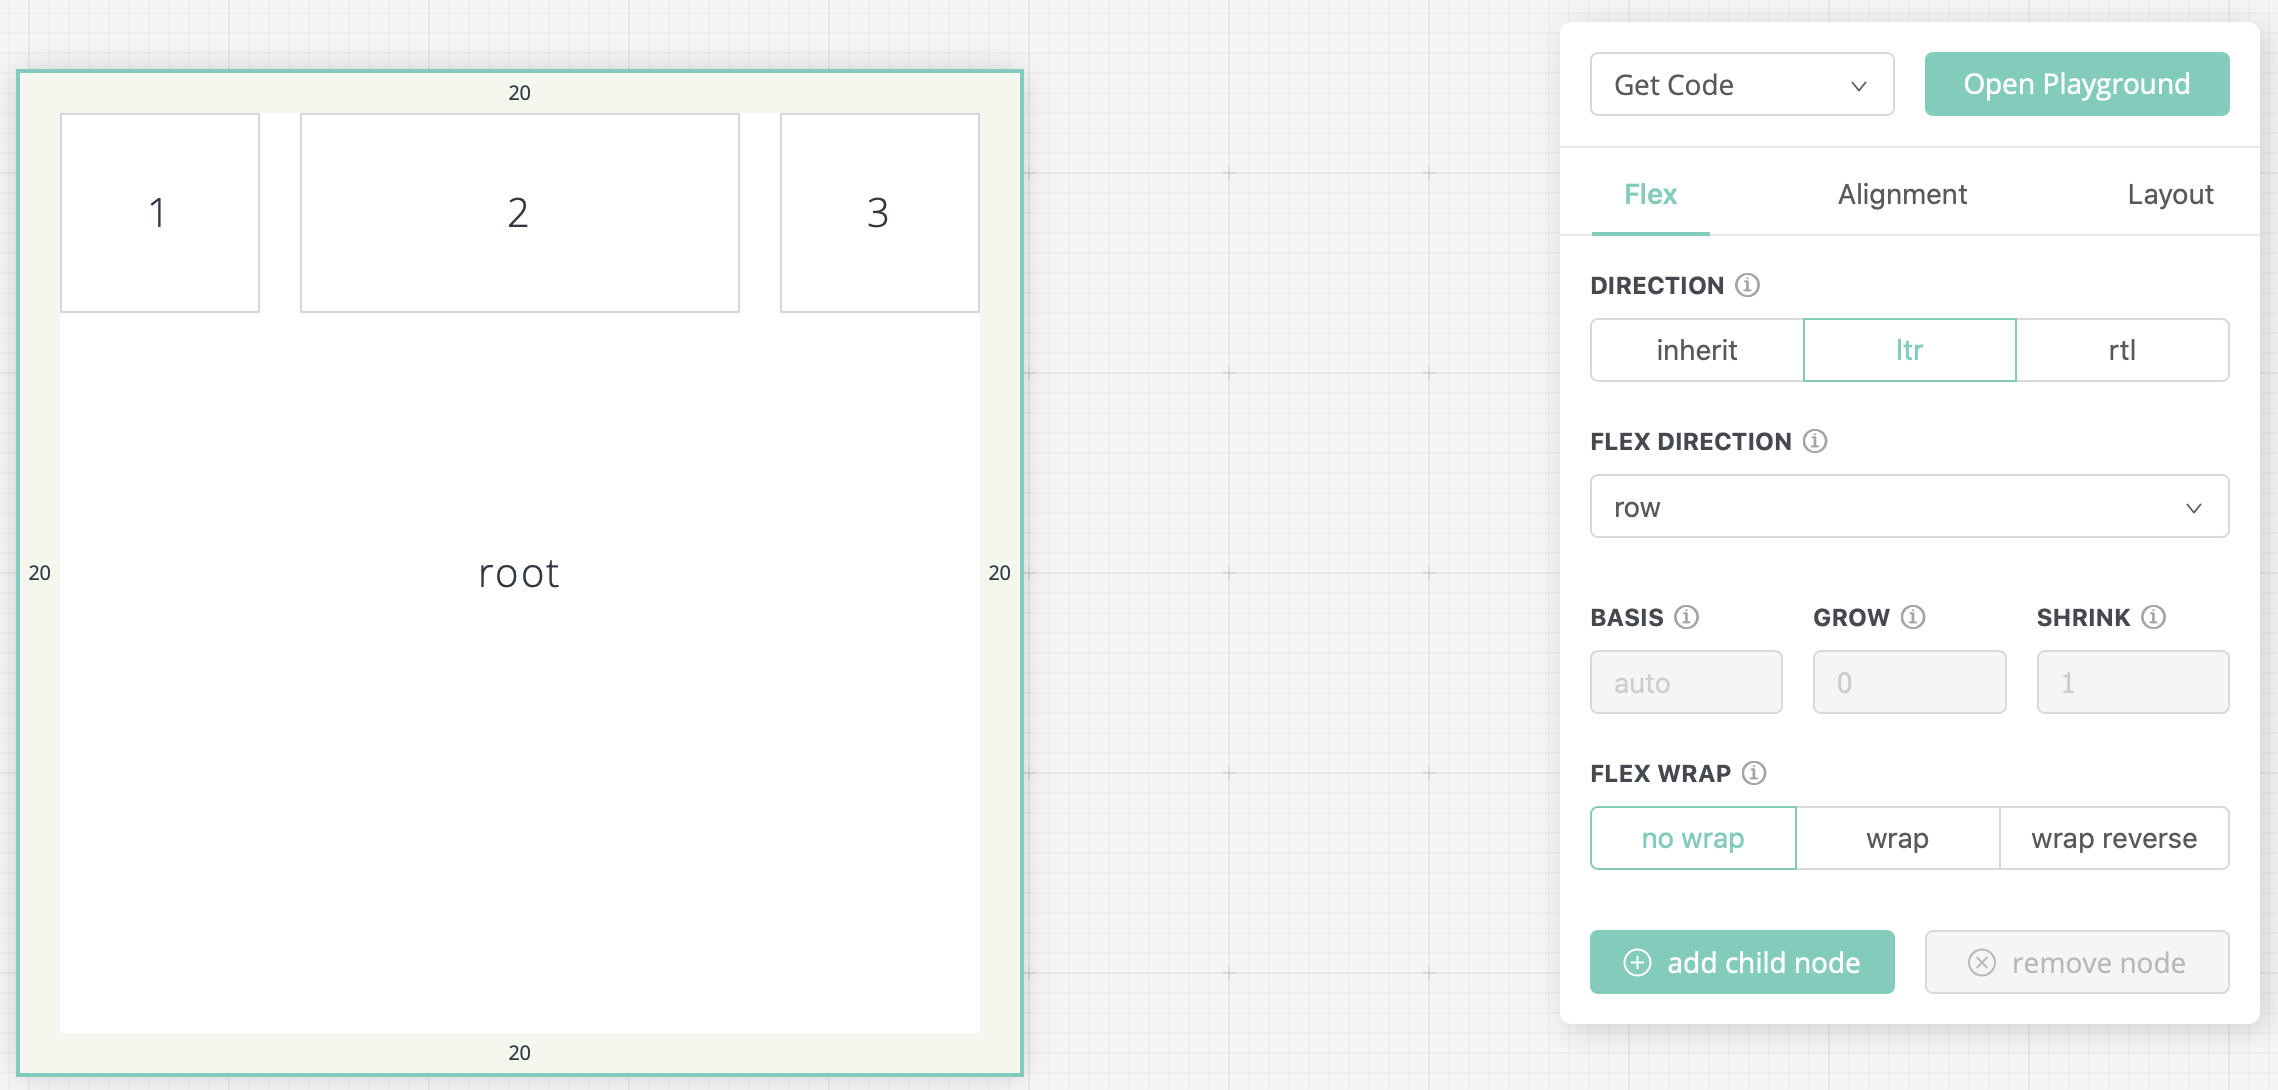 20
1
2
3
root
20
20
20
Get Code
Open Playground
Flex
Alignment
Layout
DIRECTION
inherit
ltr
rtl
FLEX DIRECTION
row
BASIS
GROW
SHRINK
auto
0
1
FLEX WRAP
no wrap
wrap
wrap reverse
add child node
remove node